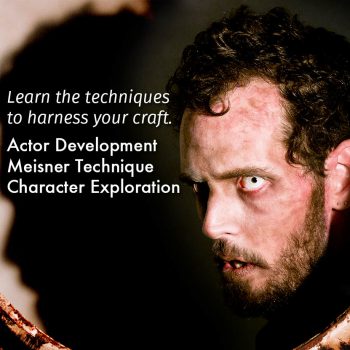 Learn the techniques
to harness your craft.
Actor Development
Meisner Technique
Character Exploration